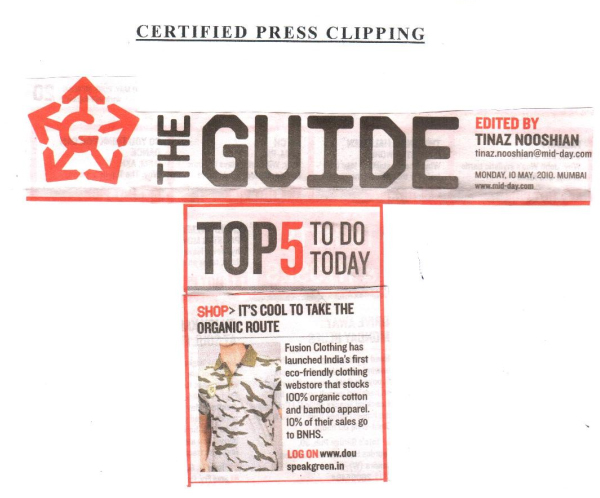 CERTIFIED PRESS CLIPPING
G
THE GUIDE
EDITED BY
TINAZ NOOSHIAN
tinaz.nooshian@mid-day.com
MONDAY, 10 MAY, 2010. MUMBAI
www.mid-day.com
TOP5 TO DO
TODAY
SHOP> IT'S COOL TO TAKE THE
ORGANIC ROUTE
Fusion Clothing has
launched India's first
eco-friendly clothing
webstore that stocks
100% organic cotton
and bamboo apparel.
10% of their sales go
to BNHS.
LOG ON www.dou
speakgreen.in